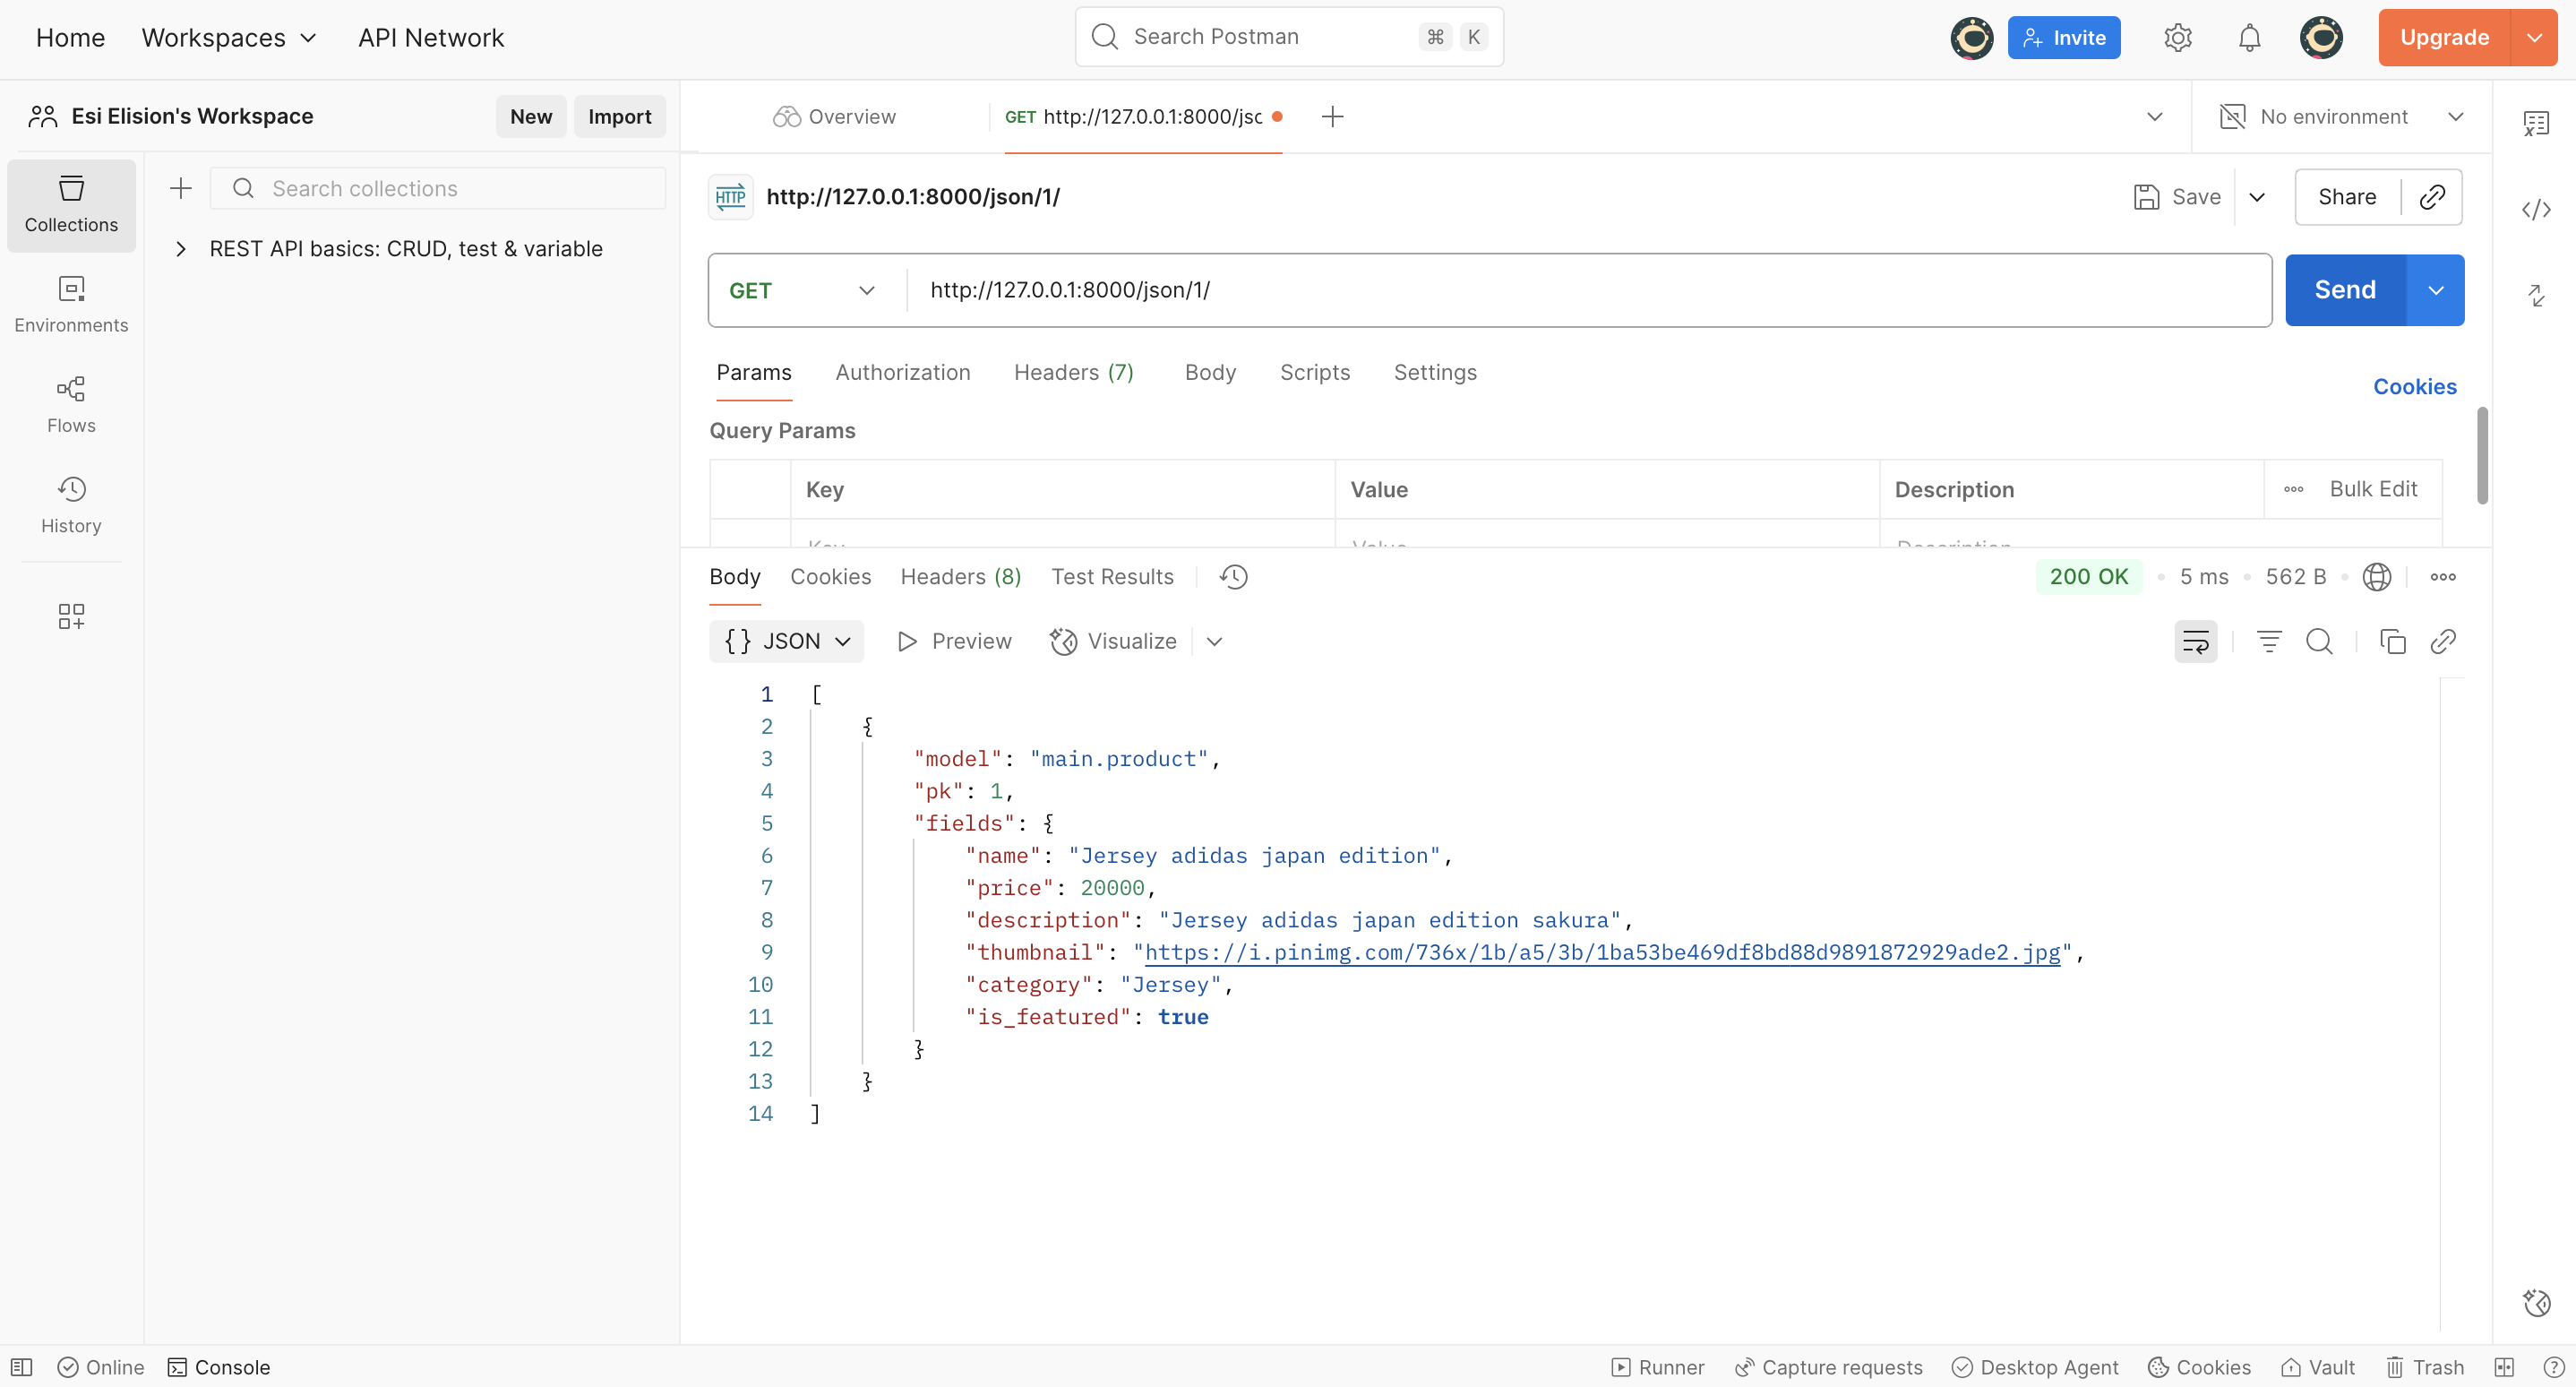 Home Workspaces API Network Search Postman ⌘ K Invite Upgrade
Esi Elision's Workspace New Import Overview GET http://127.0.0.1:8000/jsc No environment
Collections Search collections HTTP http://127.0.0.1:8000/json/1/ Save Share
REST API basics: CRUD, test & variable
GET http://127.0.0.1:8000/json/1/ Send
Environments
Params Authorization Headers (7) Body Scripts Settings Cookies
Flows
Query Params
Key Value Description Bulk Edit
History
Key Value Description
Body Cookies Headers (8) Test Results 200 OK 5 ms 562 B
{} JSON Preview Visualize
1 [
2 {
3 "model": "main.product",
4 "pk": 1,
5 "fields": {
6 "name": "Jersey adidas japan edition",
7 "price": 20000,
8 "description": "Jersey adidas japan edition sakura",
9 "thumbnail": "https://i.pinimg.com/736x/1b/a5/3b/1ba53be469df8bd88d9891872929ade2.jpg",
10 "category": "Jersey",
11 "is_featured": true
12 }
13 }
14 ]
Online Console Runner Capture requests Desktop Agent Cookies Vault Trash